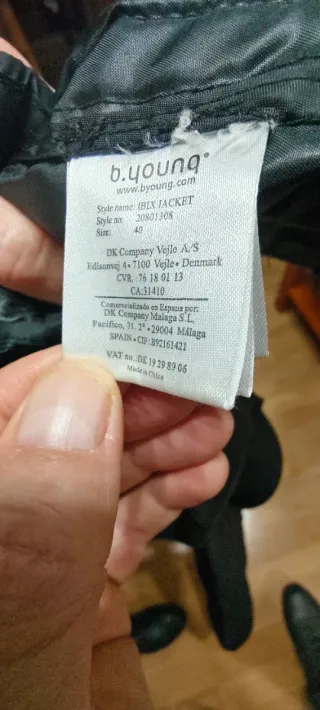 b.young®
www.byoung.com
Style name: IBIX JACKET
Style no: 20801308
Size: 40
DK Company Vejle A/S
Edisonvej 4 • 7100 Vejle • Denmark
CVR. 76 18 01 13
CA:31410
Comercializado en Espana por:
DK Company Malaga S.L.
Pacifico, 31. 2° • 29004 Málaga
SPAIN • CIF: B92161421
VAT no.: DK 19 29 89 06
Made in China